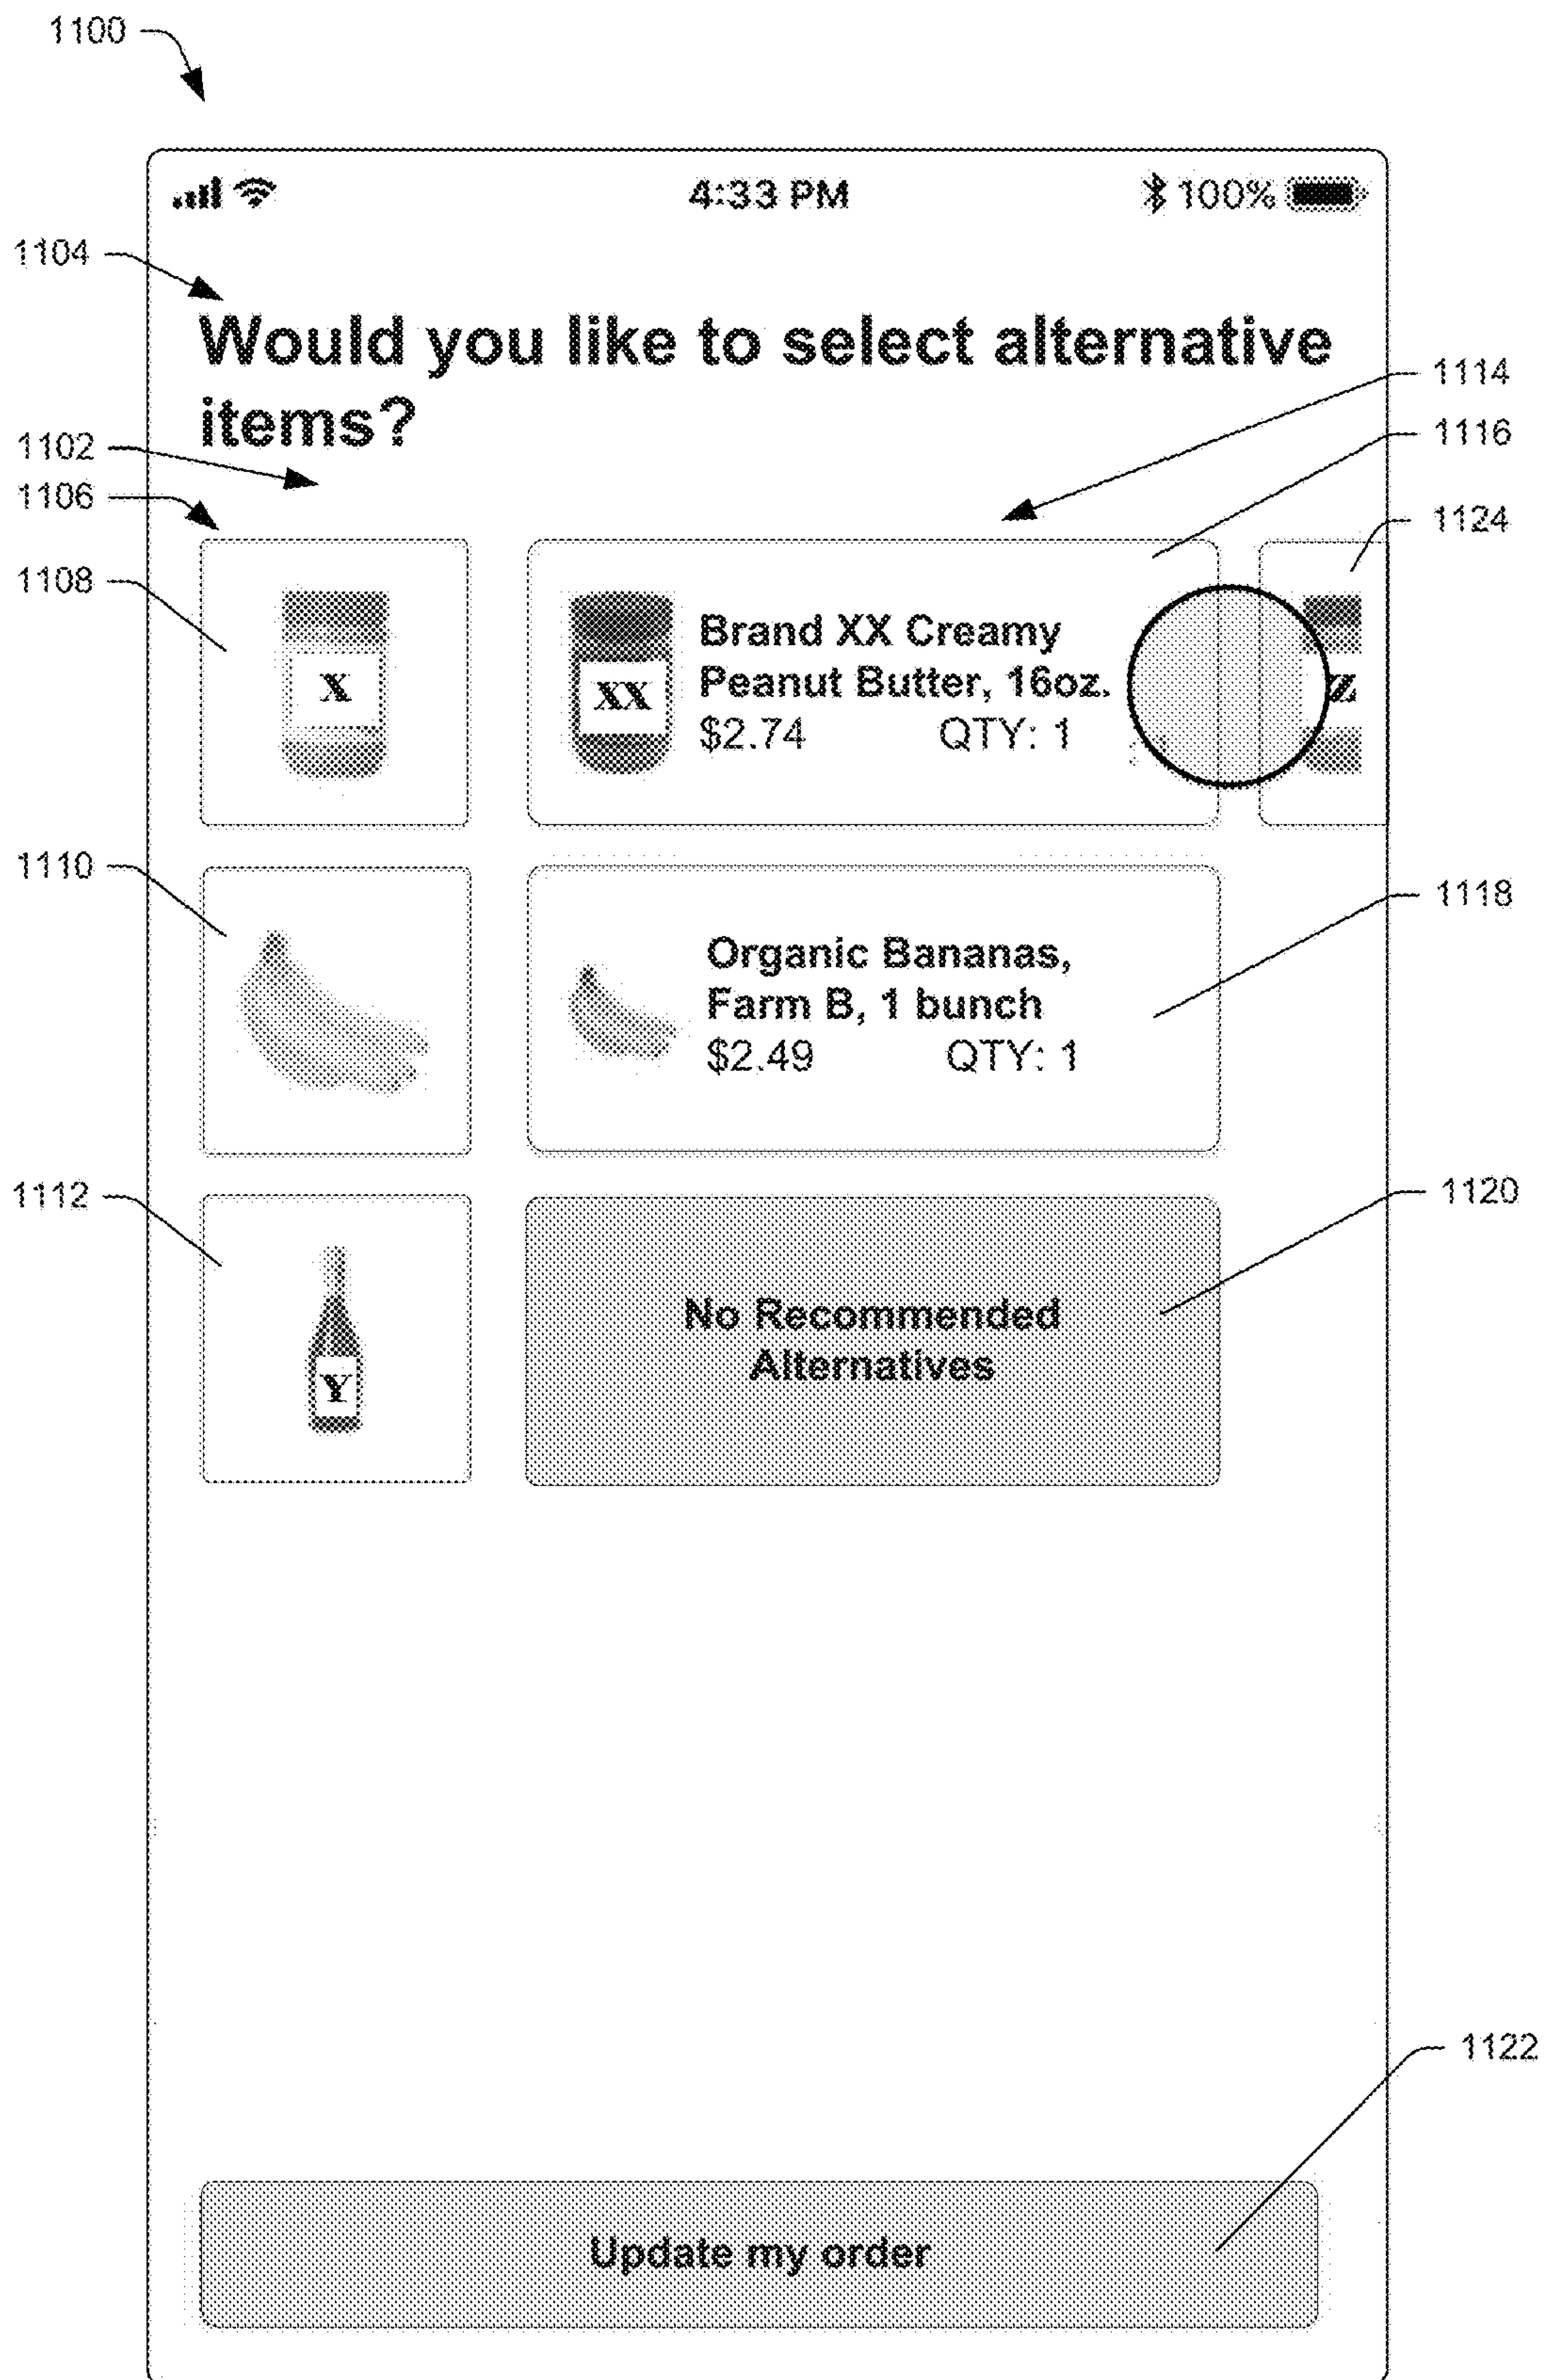 1100
4:33 PM
100%
1104
Would you like to select alternative
items?
1114
1116
1102
1106
1124
1108
X
XX
Brand XX Creamy
Peanut Butter, 16oz.
$2.74 QTY: 1
Z
1110
1118
Organic Bananas,
Farm B, 1 bunch
$2.49 QTY: 1
1112
1120
Y
No Recommended
Alternatives
1122
Update my order